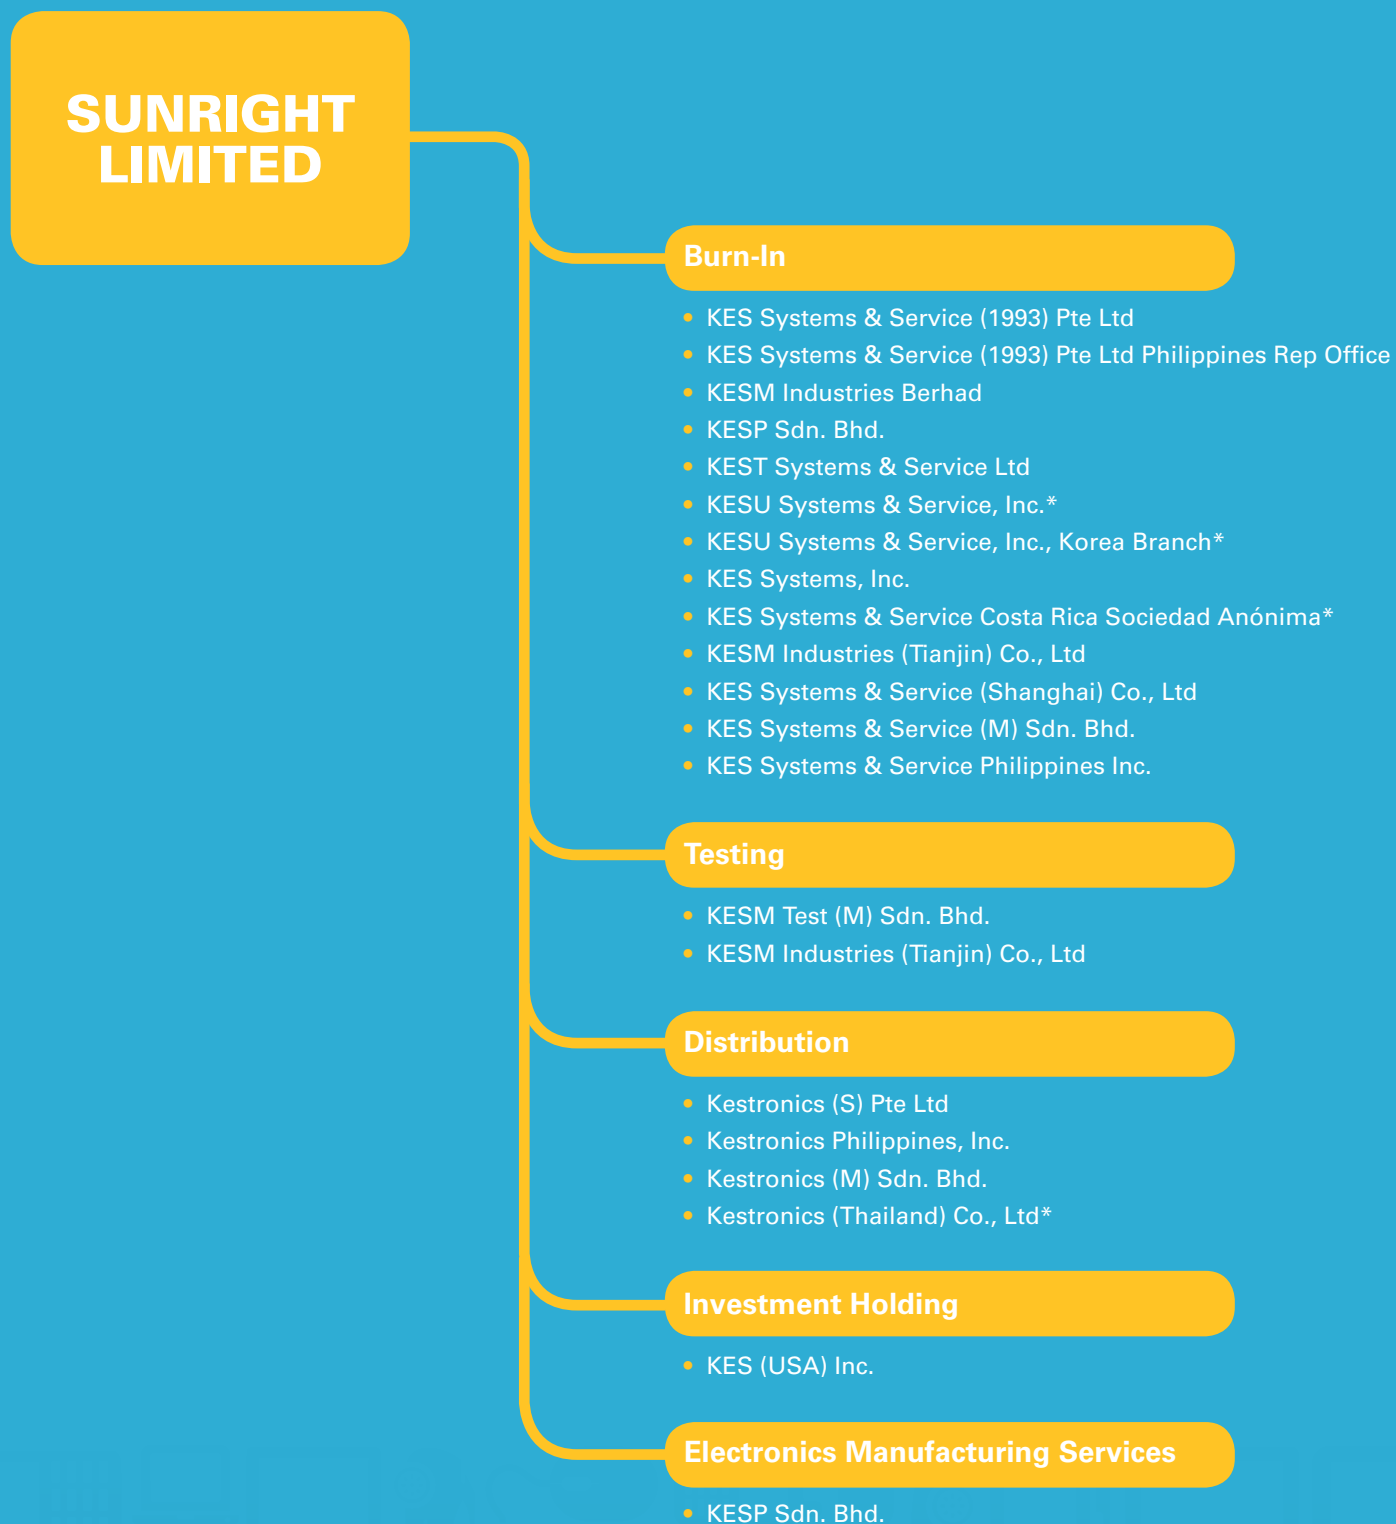 SUNRIGHT
LIMITED
Burn-In
• KES Systems & Service (1993) Pte Ltd
• KES Systems & Service (1993) Pte Ltd Philippines Rep Office
• KESM Industries Berhad
• KESP Sdn. Bhd.
• KEST Systems & Service Ltd
• KESU Systems & Service, Inc.*
• KESU Systems & Service, Inc., Korea Branch*
• KES Systems, Inc.
• KES Systems & Service Costa Rica Sociedad Anónima*
• KESM Industries (Tianjin) Co., Ltd
• KES Systems & Service (Shanghai) Co., Ltd
• KES Systems & Service (M) Sdn. Bhd.
• KES Systems & Service Philippines Inc.
Testing
• KESM Test (M) Sdn. Bhd.
• KESM Industries (Tianjin) Co., Ltd
Distribution
• Kestronics (S) Pte Ltd
• Kestronics Philippines, Inc.
• Kestronics (M) Sdn. Bhd.
• Kestronics (Thailand) Co., Ltd*
Investment Holding
• KES (USA) Inc.
Electronics Manufacturing Services
• KESP Sdn. Bhd.